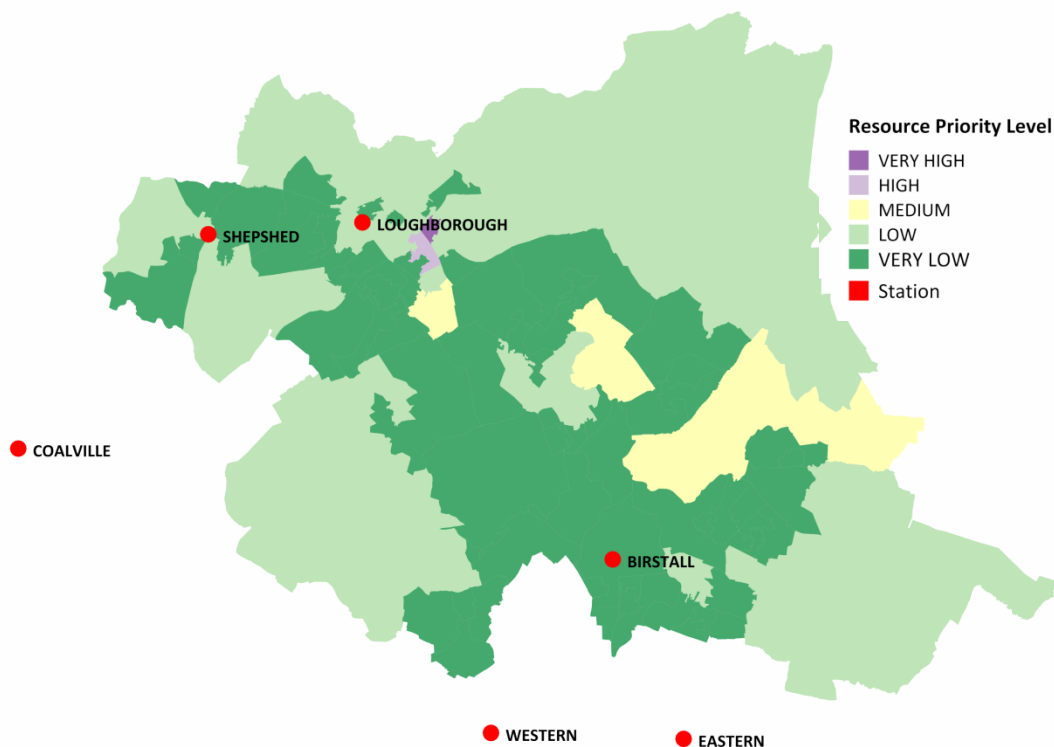 Resource Priority Level
VERY HIGH
HIGH
MEDIUM
LOW
VERY LOW
Station
LOUGHBOROUGH
SHEPSHED
COALVILLE
BIRSTALL
WESTERN
EASTERN